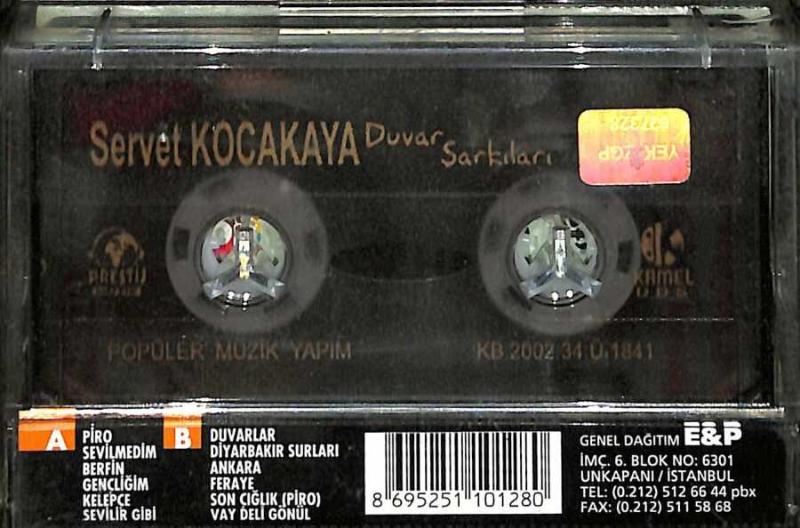 Servet KOCAKAYA Duvar Şarkıları
827328
YEK
PRESTİJ
KAMEL
POPÜLER MÜZİK YAPIM
KB.2002.34.Ü-1841
A
PİRO
SEVİLMEDİM
BERFİN
GENÇLİĞİM
KELEPÇE
SEVİLİR GİBİ
B
DUVARLAR
DİYARBAKIR SURLARI
ANKARA
FERAYE
SON ÇIĞLIK (PİRO)
VAY DELİ GÖNÜL
8 695251 101280
GENEL DAĞITIM E&P
İMÇ. 6. BLOK NO: 6301
UNKAPANI / İSTANBUL
TEL: (0.212) 512 66 44 pbx
FAX: (0.212) 511 58 68